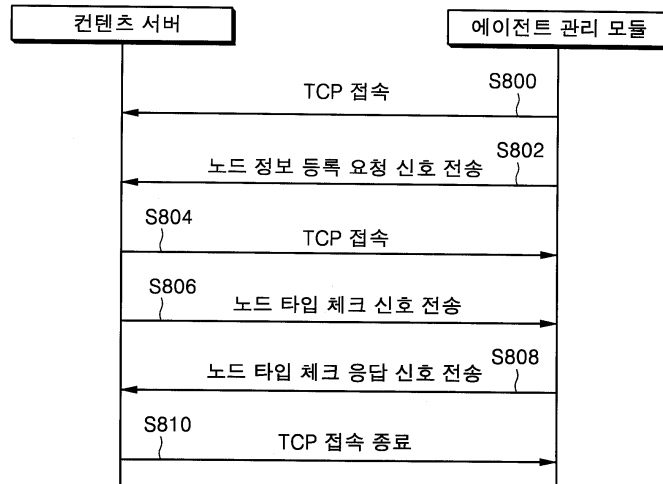 컨텐츠 서버
에이전트 관리 모듈
S800
TCP 접속
S802
노드 정보 등록 요청 신호 전송
S804
TCP 접속
S806
노드 타입 체크 신호 전송
S808
노드 타입 체크 응답 신호 전송
S810
TCP 접속 종료